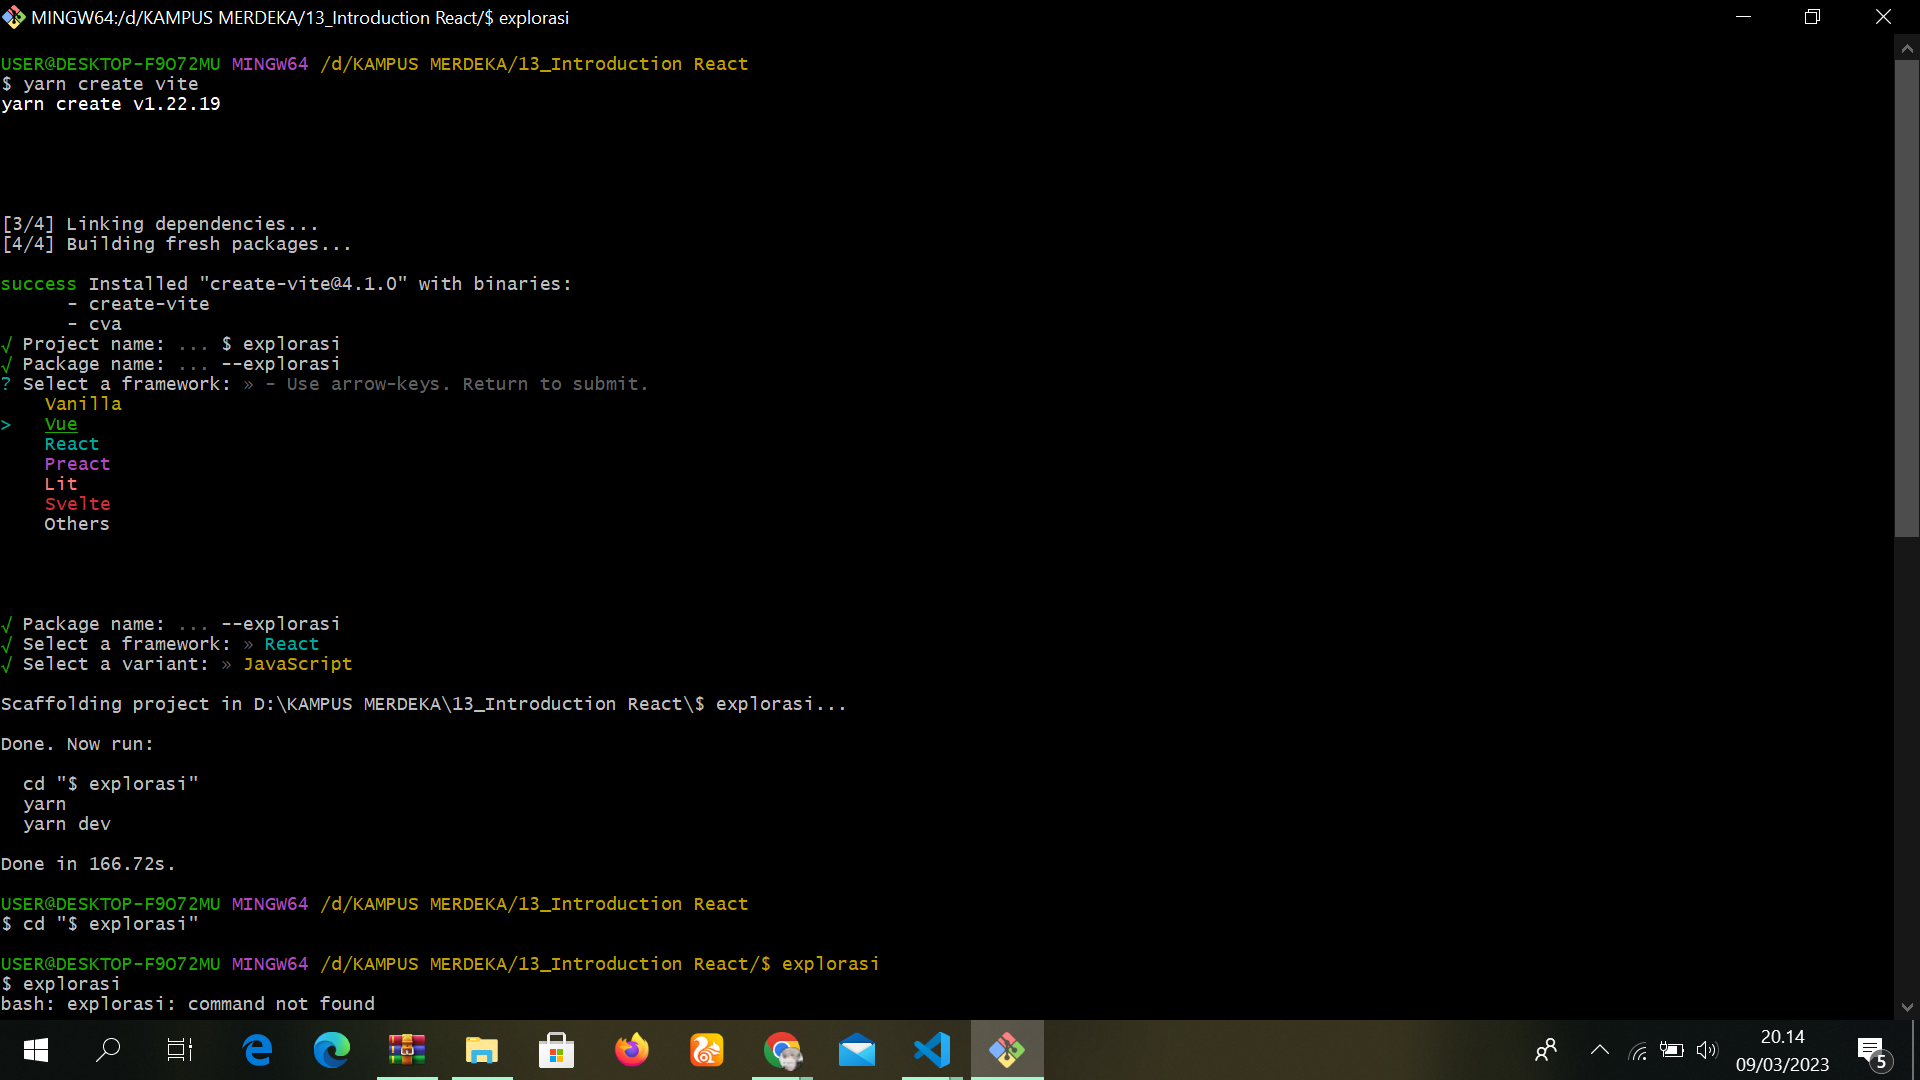 MINGW64:/d/KAMPUS MERDEKA/13_Introduction React/$ explorasi
USER@DESKTOP-F9O72MU MINGW64 /d/KAMPUS MERDEKA/13_Introduction React
$ yarn create vite
yarn create v1.22.19
[3/4] Linking dependencies...
[4/4] Building fresh packages...
success Installed "create-vite@4.1.0" with binaries:
- create-vite
- cva
√ Project name: ... $ explorasi
√ Package name: ... --explorasi
? Select a framework: » - Use arrow-keys. Return to submit.
Vanilla
> Vue
React
Preact
Lit
Svelte
Others
√ Package name: ... --explorasi
√ Select a framework: » React
√ Select a variant: » JavaScript
Scaffolding project in D:\KAMPUS MERDEKA\13_Introduction React\$ explorasi...
Done. Now run:
cd "$ explorasi"
yarn
yarn dev
Done in 166.72s.
USER@DESKTOP-F9O72MU MINGW64 /d/KAMPUS MERDEKA/13_Introduction React
$ cd "$ explorasi"
USER@DESKTOP-F9O72MU MINGW64 /d/KAMPUS MERDEKA/13_Introduction React/$ explorasi
$ explorasi
bash: explorasi: command not found
20.14
09/03/2023
5